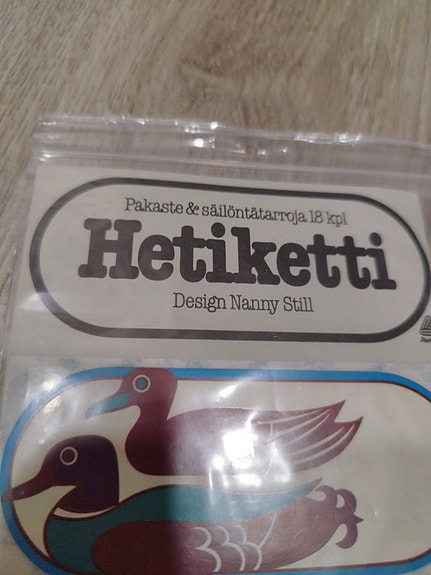 Pakaste & säilöntätarroja 18 kpl
Hetiketti
Design Nanny Still